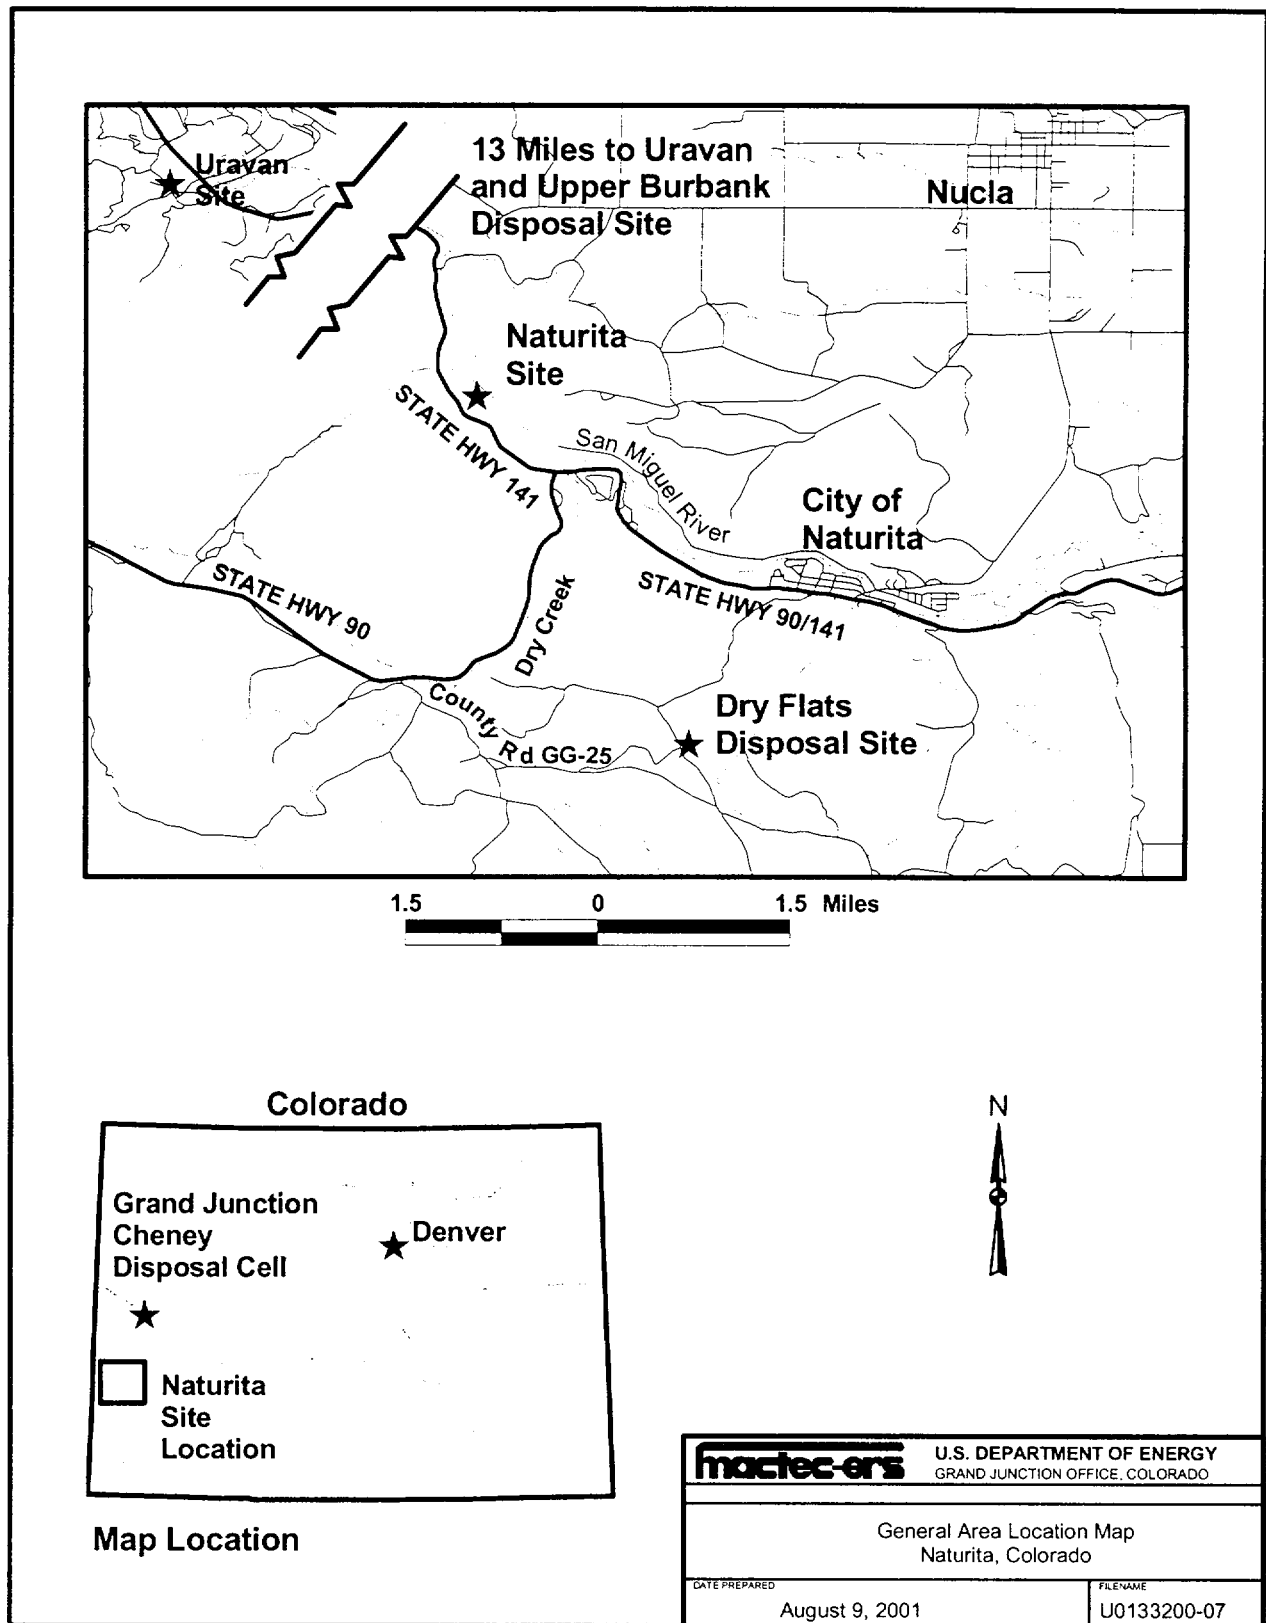 Uravan
Site
13 Miles to Uravan
and Upper Burbank
Disposal Site
Nucla
Naturita
Site
STATE HWY 141
San Miguel River
City of
Naturita
STATE HWY 90
Dry Creek
STATE HWY 90/141
County Rd GG-25
Dry Flats
Disposal Site
1.5 0 1.5 Miles
Colorado
N
Grand Junction
Cheney
Disposal Cell
Denver
Naturita
Site
Location
Map Location
mactec-ers
U.S. DEPARTMENT OF ENERGY
GRAND JUNCTION OFFICE, COLORADO
General Area Location Map
Naturita, Colorado
DATE PREPARED
August 9, 2001
FILENAME
U0133200-07